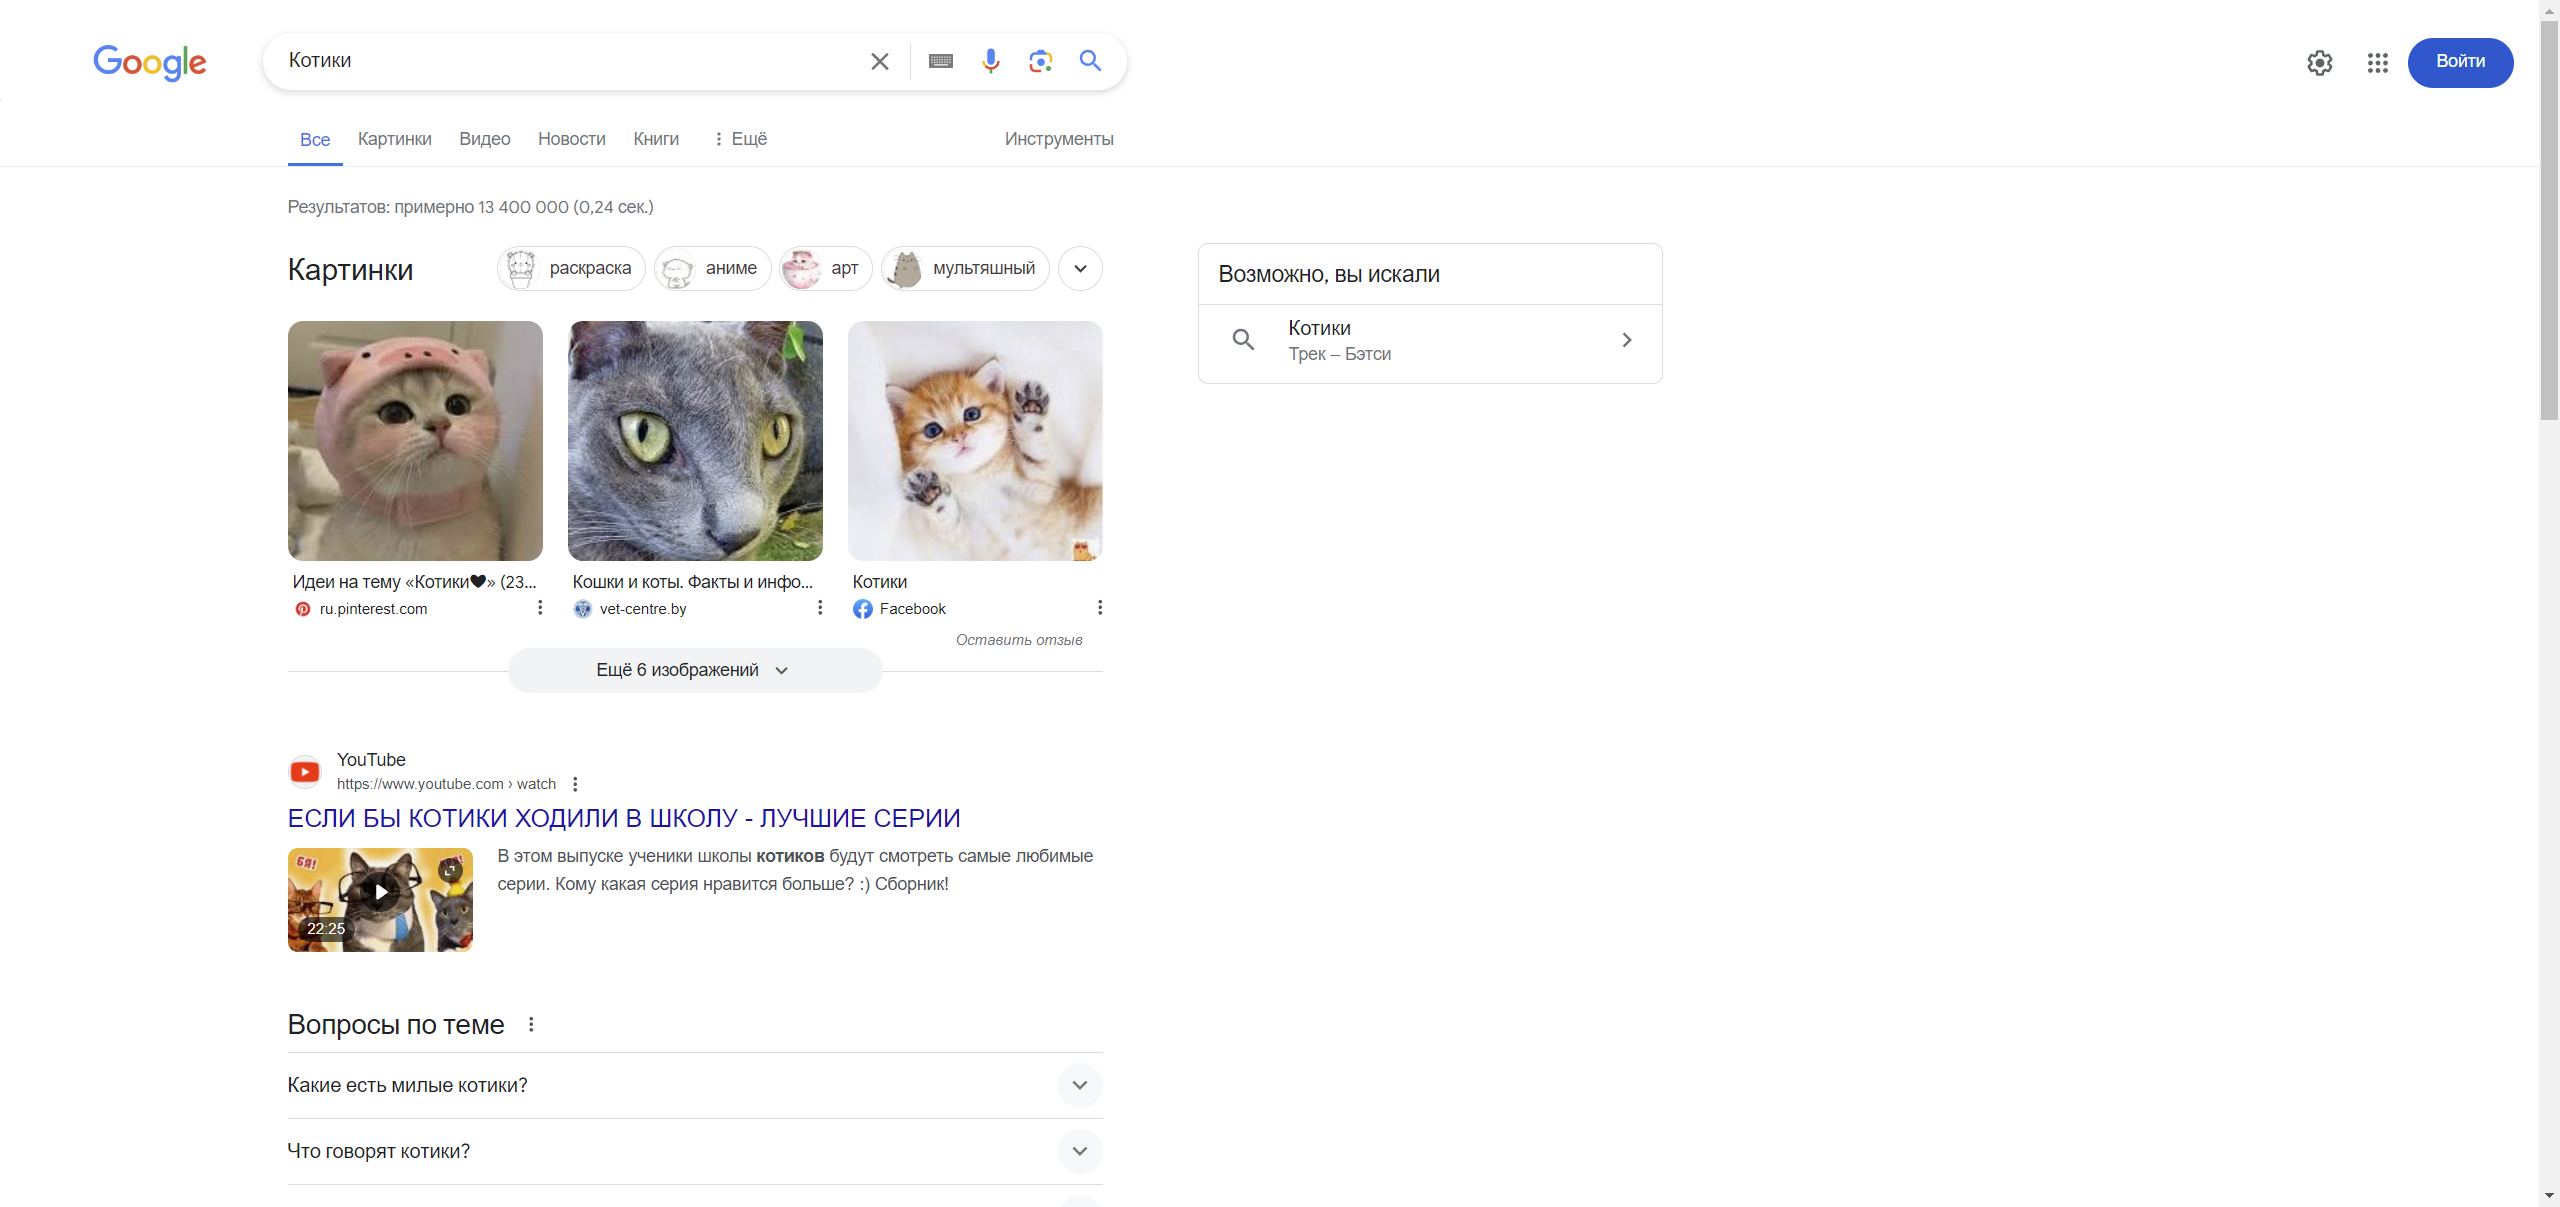 Google
Котики
Войти
Все
Картинки
Видео
Новости
Книги
Ещё
Инструменты
Результатов: примерно 13 400 000 (0,24 сек.)
Картинки
раскраска
аниме
арт
мультяшный
Возможно, вы искали
Котики
Трек – Бэтси
Идеи на тему «Котики🖤» (23...
ru.pinterest.com
Кошки и коты. Факты и инфо...
vet-centre.by
Котики
Facebook
Оставить отзыв
Ещё 6 изображений
YouTube
https://www.youtube.com › watch
ЕСЛИ БЫ КОТИКИ ХОДИЛИ В ШКОЛУ - ЛУЧШИЕ СЕРИИ
БЯ!
22:25
В этом выпуске ученики школы котиков будут смотреть самые любимые
серии. Кому какая серия нравится больше? :) Сборник!
Вопросы по теме
Какие есть милые котики?
Что говорят котики?